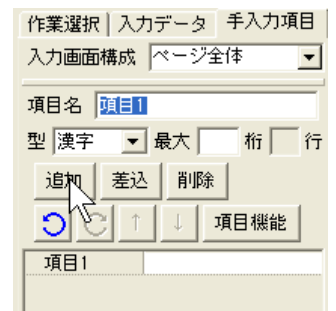 作業選択 入力データ 手入力項目
入力画面構成 ページ全体
項目名 項目1
型 漢字 最大 桁 行
追加 差込 削除
↑ ↓ 項目機能
項目1